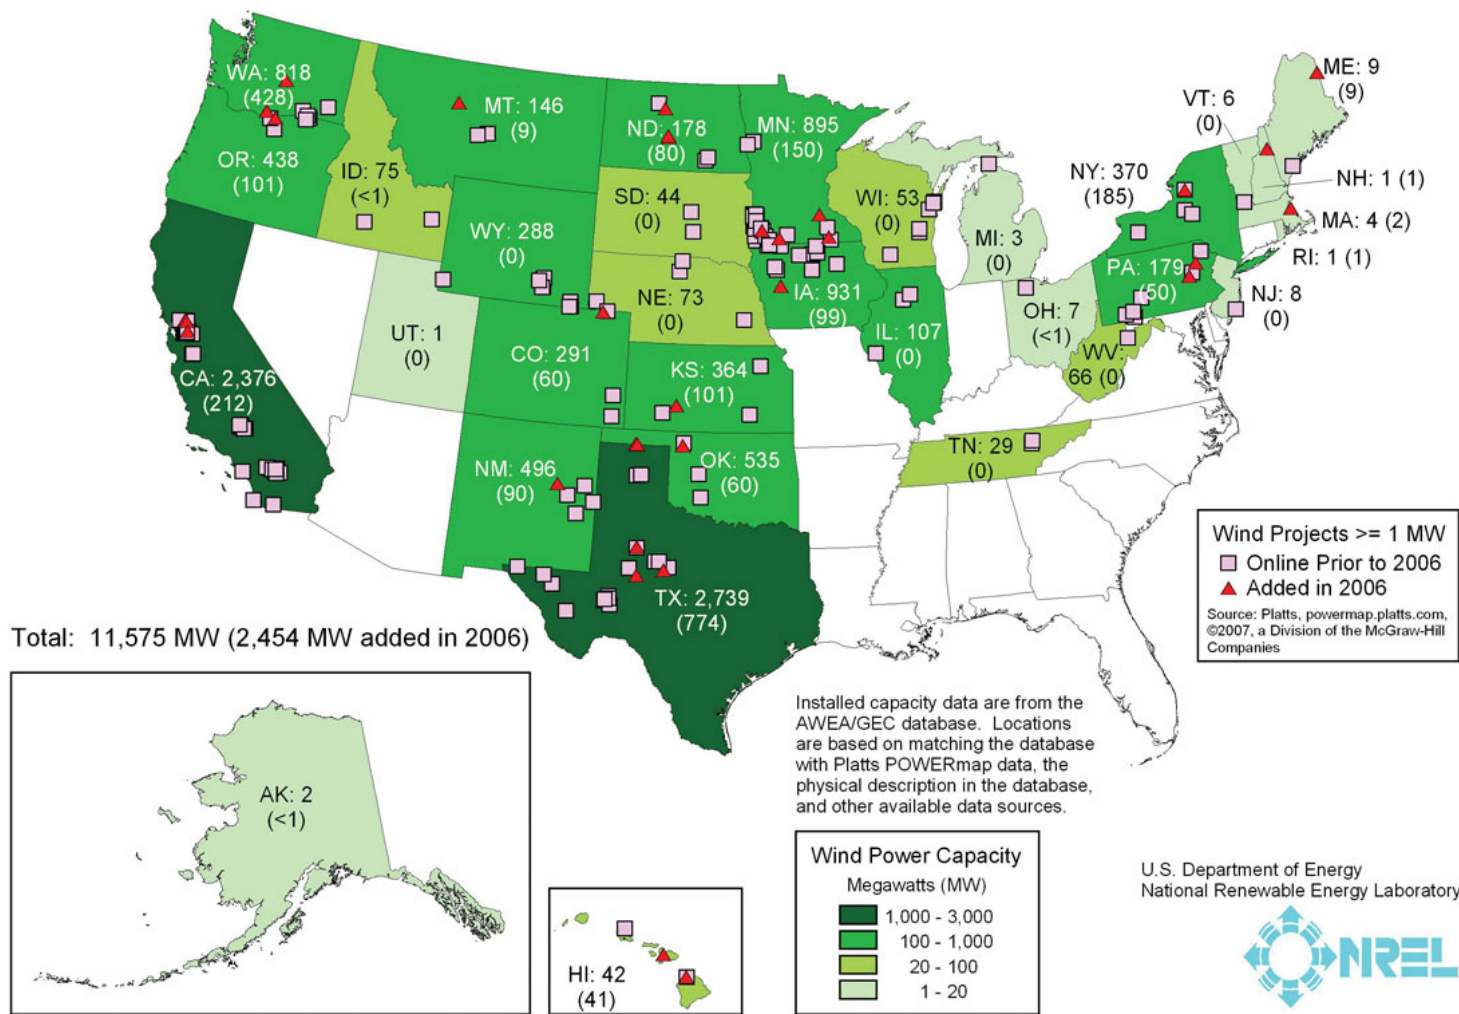 WA: 818
(428)
MT: 146
(9)
ND: 178
(80)
MN: 895
(150)
VT: 6
(0)
ME: 9
(9)
OR: 438
(101)
ID: 75
(<1)
SD: 44
(0)
WI: 53
(0)
NY: 370
(185)
NH: 1 (1)
MA: 4 (2)
RI: 1 (1)
WY: 288
(0)
MI: 3
(0)
IA: 931
(99)
NE: 73
(0)
PA: 179
(50)
NJ: 8
(0)
OH: 7
(<1)
IL: 107
(0)
UT: 1
(0)
CO: 291
(60)
KS: 364
(101)
WV:
66 (0)
CA: 2,376
(212)
NM: 496
(90)
OK: 535
(60)
TN: 29
(0)
TX: 2,739
(774)
Wind Projects >= 1 MW
Online Prior to 2006
Added in 2006
Source: Platts, powermap.platts.com,
©2007, a Division of the McGraw-Hill
Companies
Total: 11,575 MW (2,454 MW added in 2006)
AK: 2
(<1)
HI: 42
(41)
Installed capacity data are from the
AWEA/GEC database. Locations
are based on matching the database
with Platts POWERmap data, the
physical description in the database,
and other available data sources.
Wind Power Capacity
Megawatts (MW)
1,000 - 3,000
100 - 1,000
20 - 100
1 - 20
U.S. Department of Energy
National Renewable Energy Laboratory
NREL